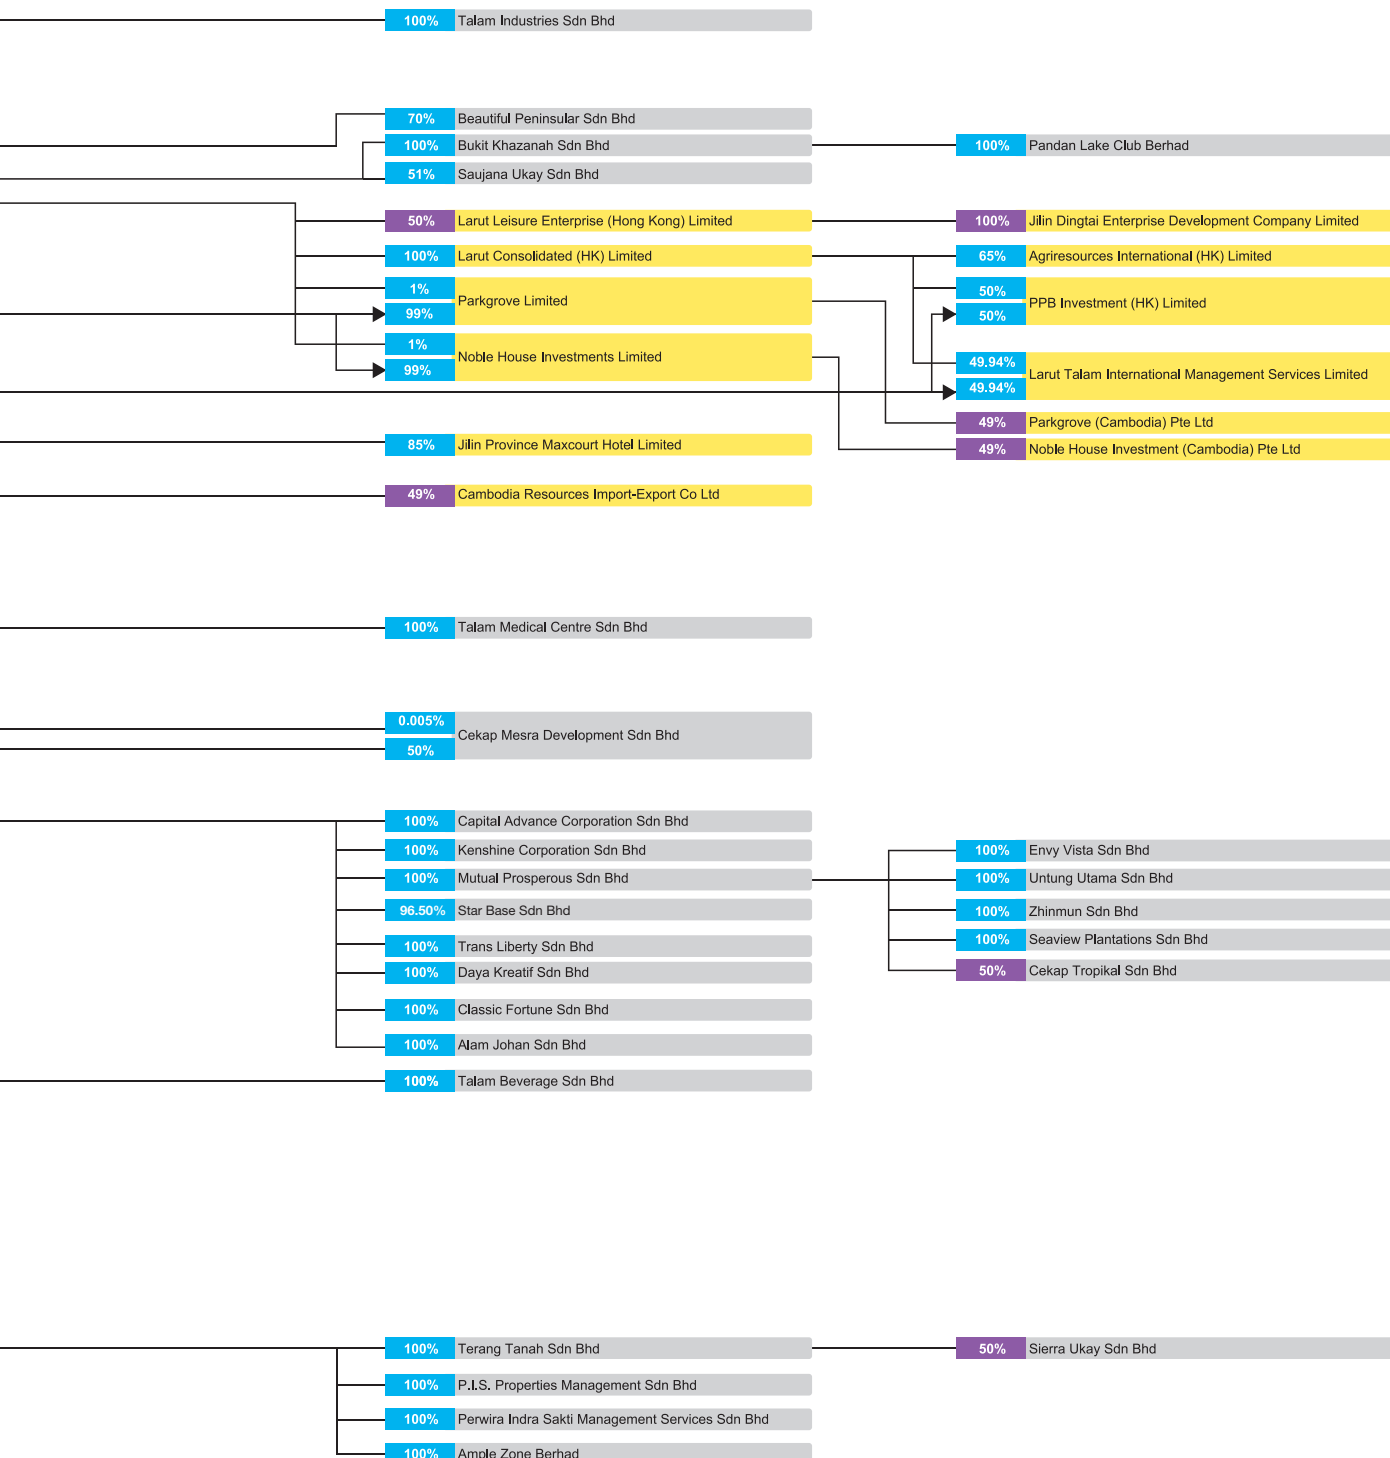 100% Talam Industries Sdn Bhd
70% Beautiful Peninsular Sdn Bhd
100% Bukit Khazanah Sdn Bhd
100% Pandan Lake Club Berhad
51% Saujana Ukay Sdn Bhd
50% Larut Leisure Enterprise (Hong Kong) Limited
100% Jilin Dingtai Enterprise Development Company Limited
100% Larut Consolidated (HK) Limited
65% Agriresources International (HK) Limited
1%
Parkgrove Limited
99%
50%
PPB Investment (HK) Limited
50%
1%
Noble House Investments Limited
99%
49.94%
Larut Talam International Management Services Limited
49.94%
49% Parkgrove (Cambodia) Pte Ltd
85% Jilin Province Maxcourt Hotel Limited
49% Noble House Investment (Cambodia) Pte Ltd
49% Cambodia Resources Import-Export Co Ltd
100% Talam Medical Centre Sdn Bhd
0.005%
Cekap Mesra Development Sdn Bhd
50%
100% Capital Advance Corporation Sdn Bhd
100% Kenshine Corporation Sdn Bhd
100% Envy Vista Sdn Bhd
100% Mutual Prosperous Sdn Bhd
100% Untung Utama Sdn Bhd
96.50% Star Base Sdn Bhd
100% Zhinmun Sdn Bhd
100% Trans Liberty Sdn Bhd
100% Seaview Plantations Sdn Bhd
100% Daya Kreatif Sdn Bhd
50% Cekap Tropikal Sdn Bhd
100% Classic Fortune Sdn Bhd
100% Alam Johan Sdn Bhd
100% Talam Beverage Sdn Bhd
100% Terang Tanah Sdn Bhd
50% Sierra Ukay Sdn Bhd
100% P.I.S. Properties Management Sdn Bhd
100% Perwira Indra Sakti Management Services Sdn Bhd
100% Ample Zone Berhad